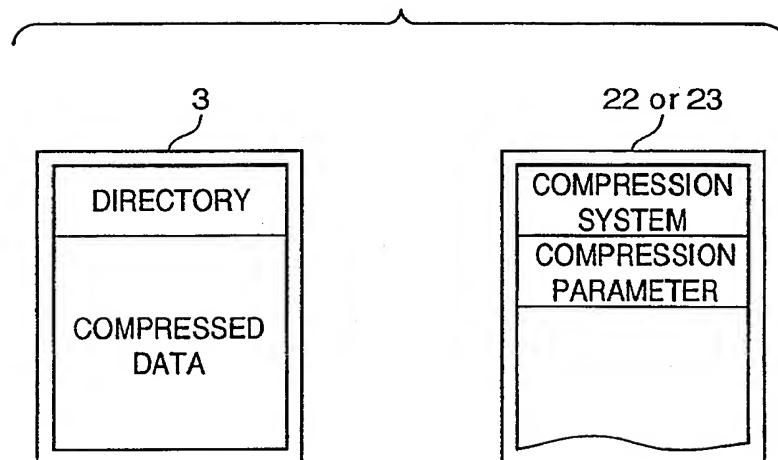 3
DIRECTORY
COMPRESSED
DATA
22 or 23
COMPRESSION
SYSTEM
COMPRESSION
PARAMETER